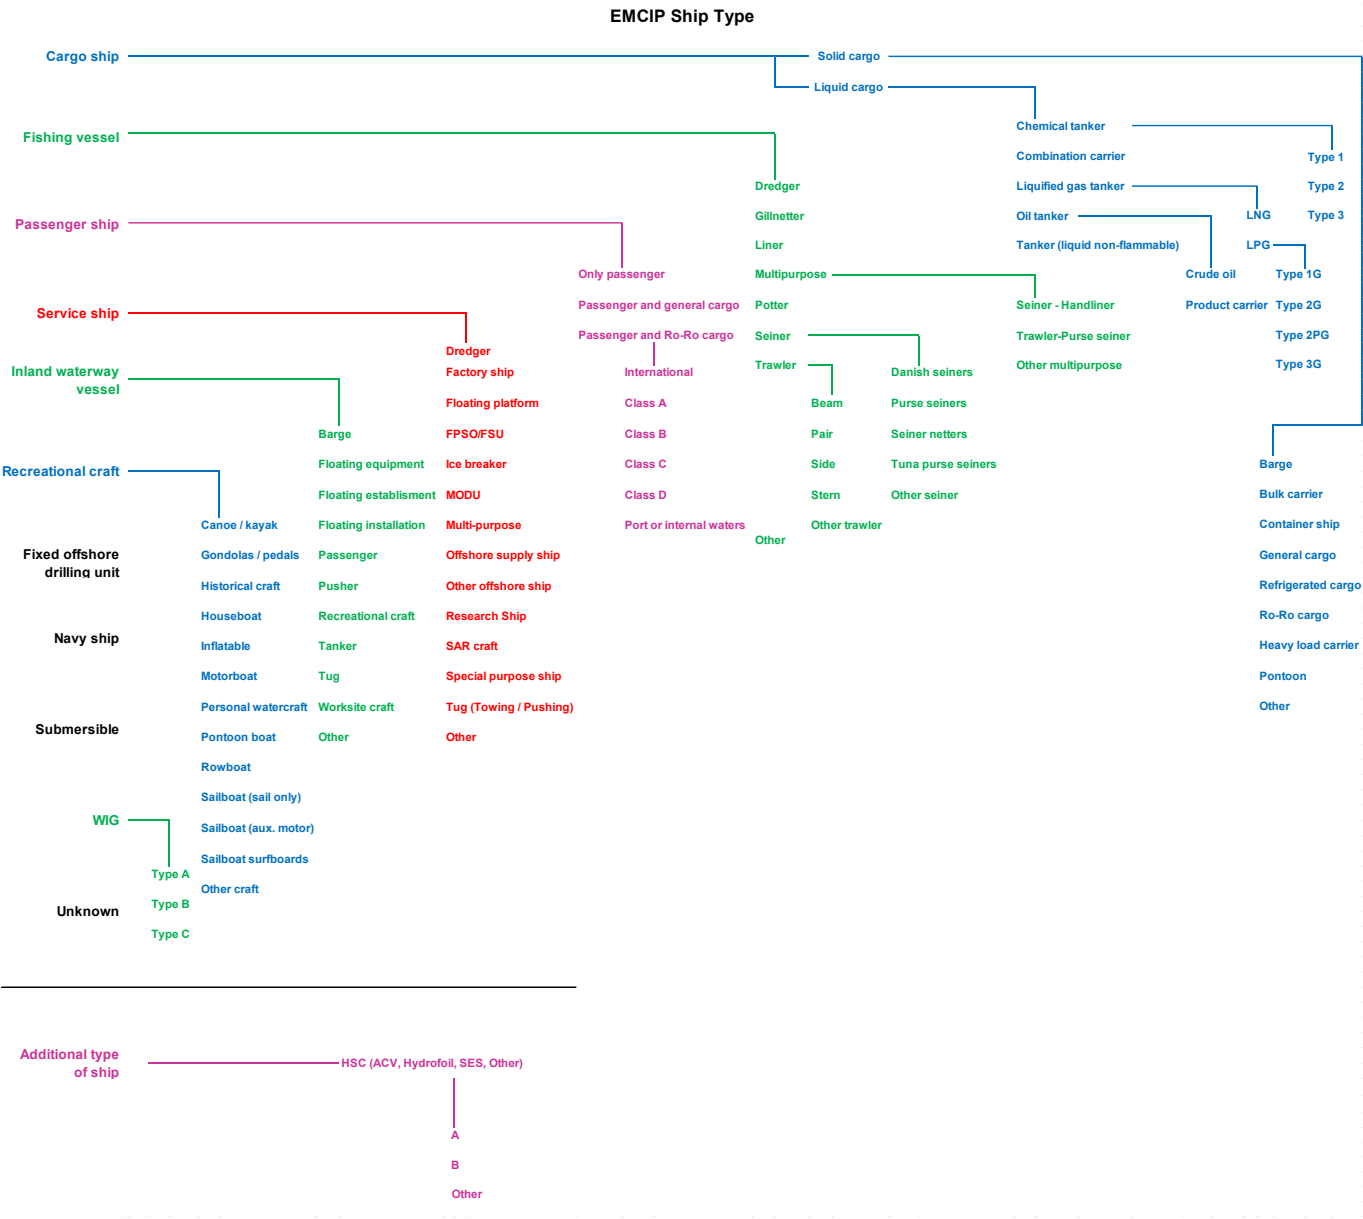 EMCIP Ship Type
Cargo ship
Solid cargo
Liquid cargo
Chemical tanker
Combination carrier
Liquified gas tanker
Oil tanker
Tanker (liquid non-flammable)
Type 1
Type 2
Type 3
LNG
LPG
Crude oil
Product carrier
Type 1G
Type 2G
Type 2PG
Type 3G
Barge
Bulk carrier
Container ship
General cargo
Refrigerated cargo
Ro-Ro cargo
Heavy load carrier
Pontoon
Other
Fishing vessel
Dredger
Gillnetter
Liner
Multipurpose
Potter
Seiner
Trawler
Other
Seiner - Handliner
Trawler-Purse seiner
Other multipurpose
Danish seiners
Purse seiners
Seiner netters
Tuna purse seiners
Other seiner
Beam
Pair
Side
Stern
Other trawler
Passenger ship
Only passenger
Passenger and general cargo
Passenger and Ro-Ro cargo
International
Class A
Class B
Class C
Class D
Port or internal waters
Service ship
Dredger
Factory ship
Floating platform
FPSO/FSU
Ice breaker
MODU
Multi-purpose
Offshore supply ship
Other offshore ship
Research Ship
SAR craft
Special purpose ship
Tug (Towing / Pushing)
Other
Inland waterway
vessel
Barge
Floating equipment
Floating establisment
Floating installation
Passenger
Pusher
Recreational craft
Tanker
Tug
Worksite craft
Other
Recreational craft
Canoe / kayak
Gondolas / pedals
Historical craft
Houseboat
Inflatable
Motorboat
Personal watercraft
Pontoon boat
Rowboat
Sailboat (sail only)
Sailboat (aux. motor)
Sailboat surfboards
Other craft
Fixed offshore
drilling unit
Navy ship
Submersible
WIG
Type A
Type B
Type C
Unknown
Additional type
of ship
HSC (ACV, Hydrofoil, SES, Other)
A
B
Other